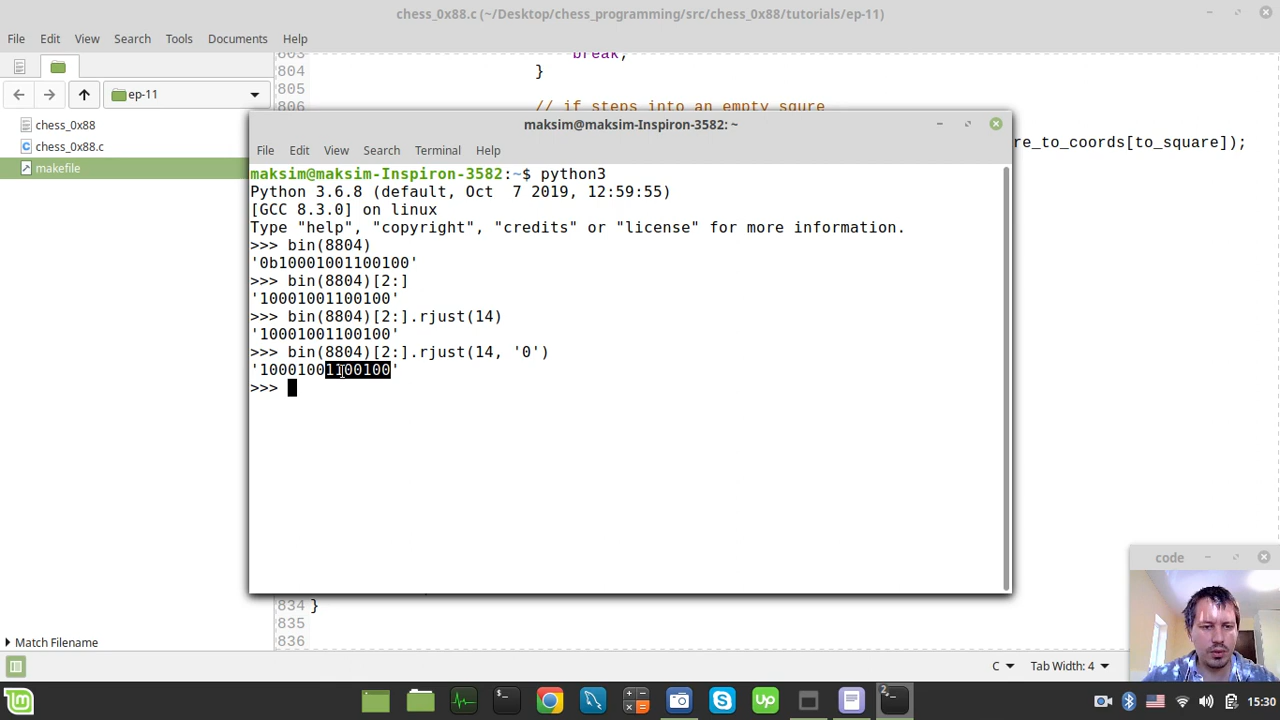 chess_0x88.c (~/Desktop/chess_programming/src/chess_0x88/tutorials/ep-11)
File Edit View Search Tools Documents Help
ep-11
chess_0x88
chess_0x88.c
makefile
Match Filename
803 break;
804 }
805
806 // if steps into an empty squre
re_to_coords[to_square]);
maksim@maksim-Inspiron-3582: ~
File Edit View Search Terminal Help
maksim@maksim-Inspiron-3582:~$ python3
Python 3.6.8 (default, Oct  7 2019, 12:59:55)
[GCC 8.3.0] on linux
Type "help", "copyright", "credits" or "license" for more information.
>>> bin(8804)
'0b10001001100100'
>>> bin(8804)[2:]
'10001001100100'
>>> bin(8804)[2:].rjust(14)
'10001001100100'
>>> bin(8804)[2:].rjust(14, '0')
'10001001100100'
>>>
834 }
835
836
code
C Tab Width: 4
15:30